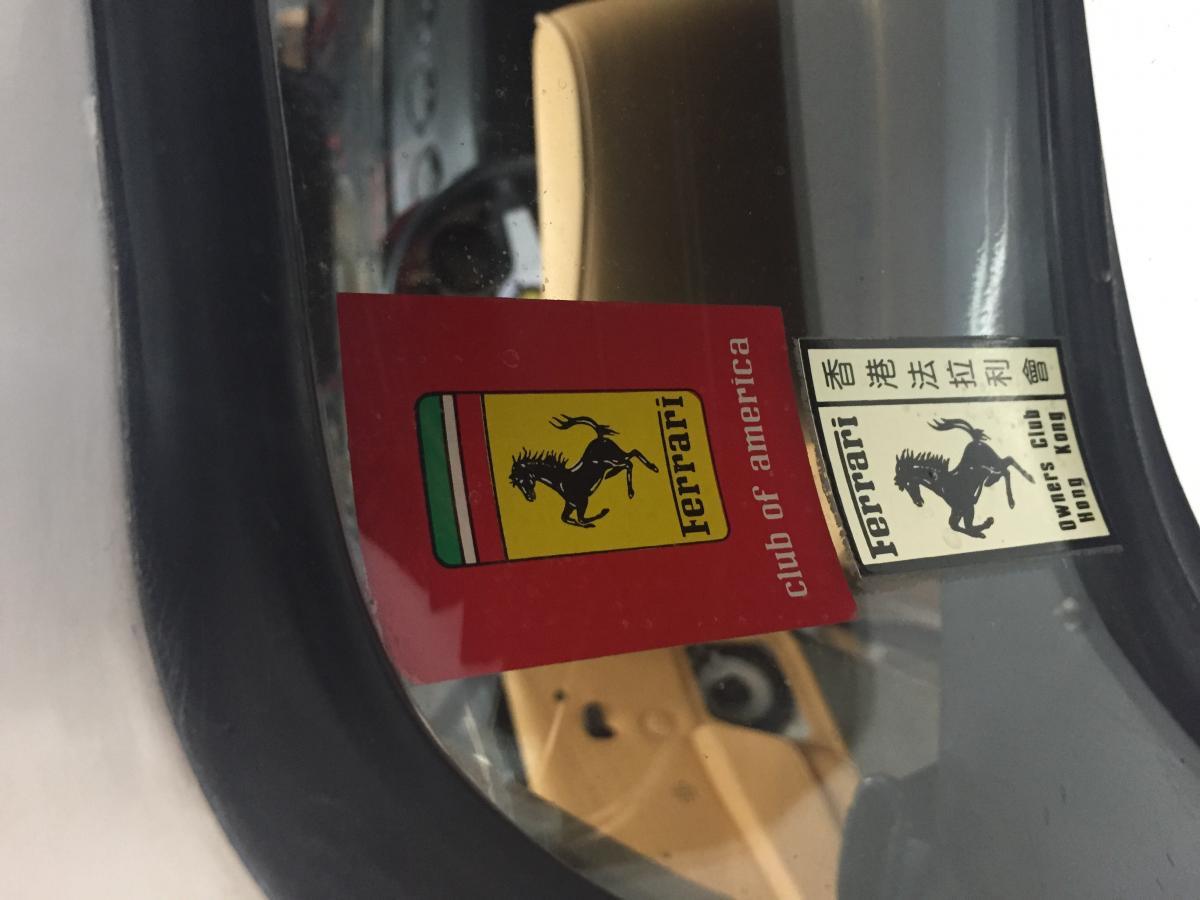 Ferrari
club of america
香港法拉利會
Ferrari
Owners Club
Hong Kong